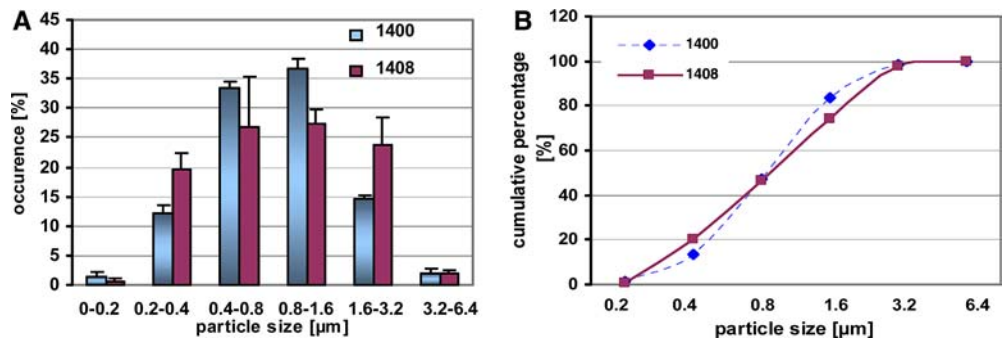 A
45
40
35
30
25
20
15
10
5
0
occurence [%]
1400
1408
0-0.2 0.2-0.4 0.4-0.8 0.8-1.6 1.6-3.2 3.2-6.4
particle size [µm]
B
120
100
80
60
40
20
0
cumulative percentage
[%]
1400
1408
0.2 0.4 0.8 1.6 3.2 6.4
particle size [µm]